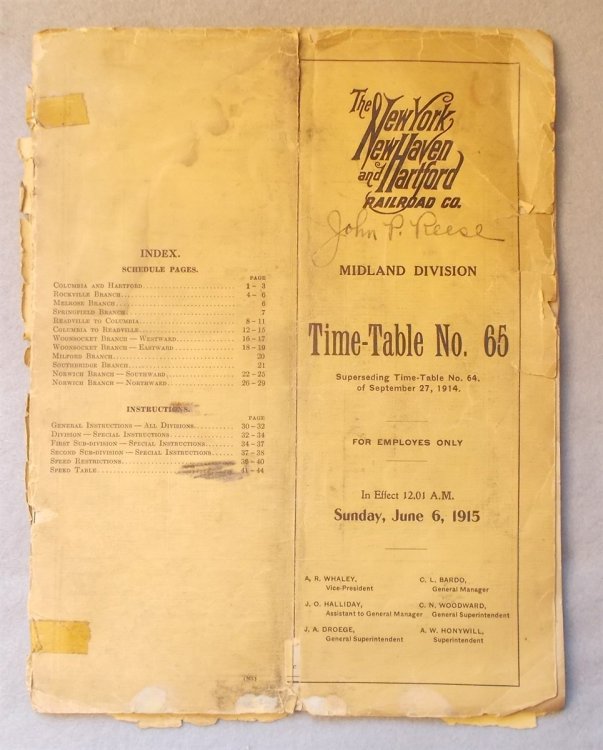 INDEX.
SCHEDULE PAGES.
PAGE
COLUMBIA AND HARTFORD 1 – 3
ROCKVILLE BRANCH 4 – 6
MELROSE BRANCH 6
SPRINGFIELD BRANCH 7
READVILLE TO COLUMBIA 8 – 11
COLUMBIA TO READVILLE 12 – 15
WOONSOCKET BRANCH — WESTWARD 16 – 17
WOONSOCKET BRANCH — EASTWARD 18 – 19
MILFORD BRANCH 20
SOUTHBRIDGE BRANCH 21
NORWICH BRANCH — SOUTHWARD 22 – 25
NORWICH BRANCH — NORTHWARD 26 – 29
INSTRUCTIONS.
PAGE
GENERAL INSTRUCTIONS — ALL DIVISIONS 30 – 32
DIVISION — SPECIAL INSTRUCTIONS 32 – 34
FIRST SUB-DIVISION — SPECIAL INSTRUCTIONS 34 – 37
SECOND SUB-DIVISION — SPECIAL INSTRUCTIONS 37 – 38
SPEED RESTRICTIONS – 40
SPEED TABLE 41 – 44
The
New York
New Haven
and Hartford
RAILROAD CO.
John P. Reese
MIDLAND DIVISION
Time-Table No. 65
Superseding Time-Table No. 64,
of September 27, 1914.
FOR EMPLOYES ONLY
In Effect 12.01 A.M.
Sunday, June 6, 1915
A. R. WHALEY,
Vice-President
C. L. BARDO,
General Manager
J. O. HALLIDAY,
Assistant to General Manager
C. N. WOODWARD,
General Superintendent
J. A. DROEGE,
General Superintendent
A. W. HONYWILL,
Superintendent